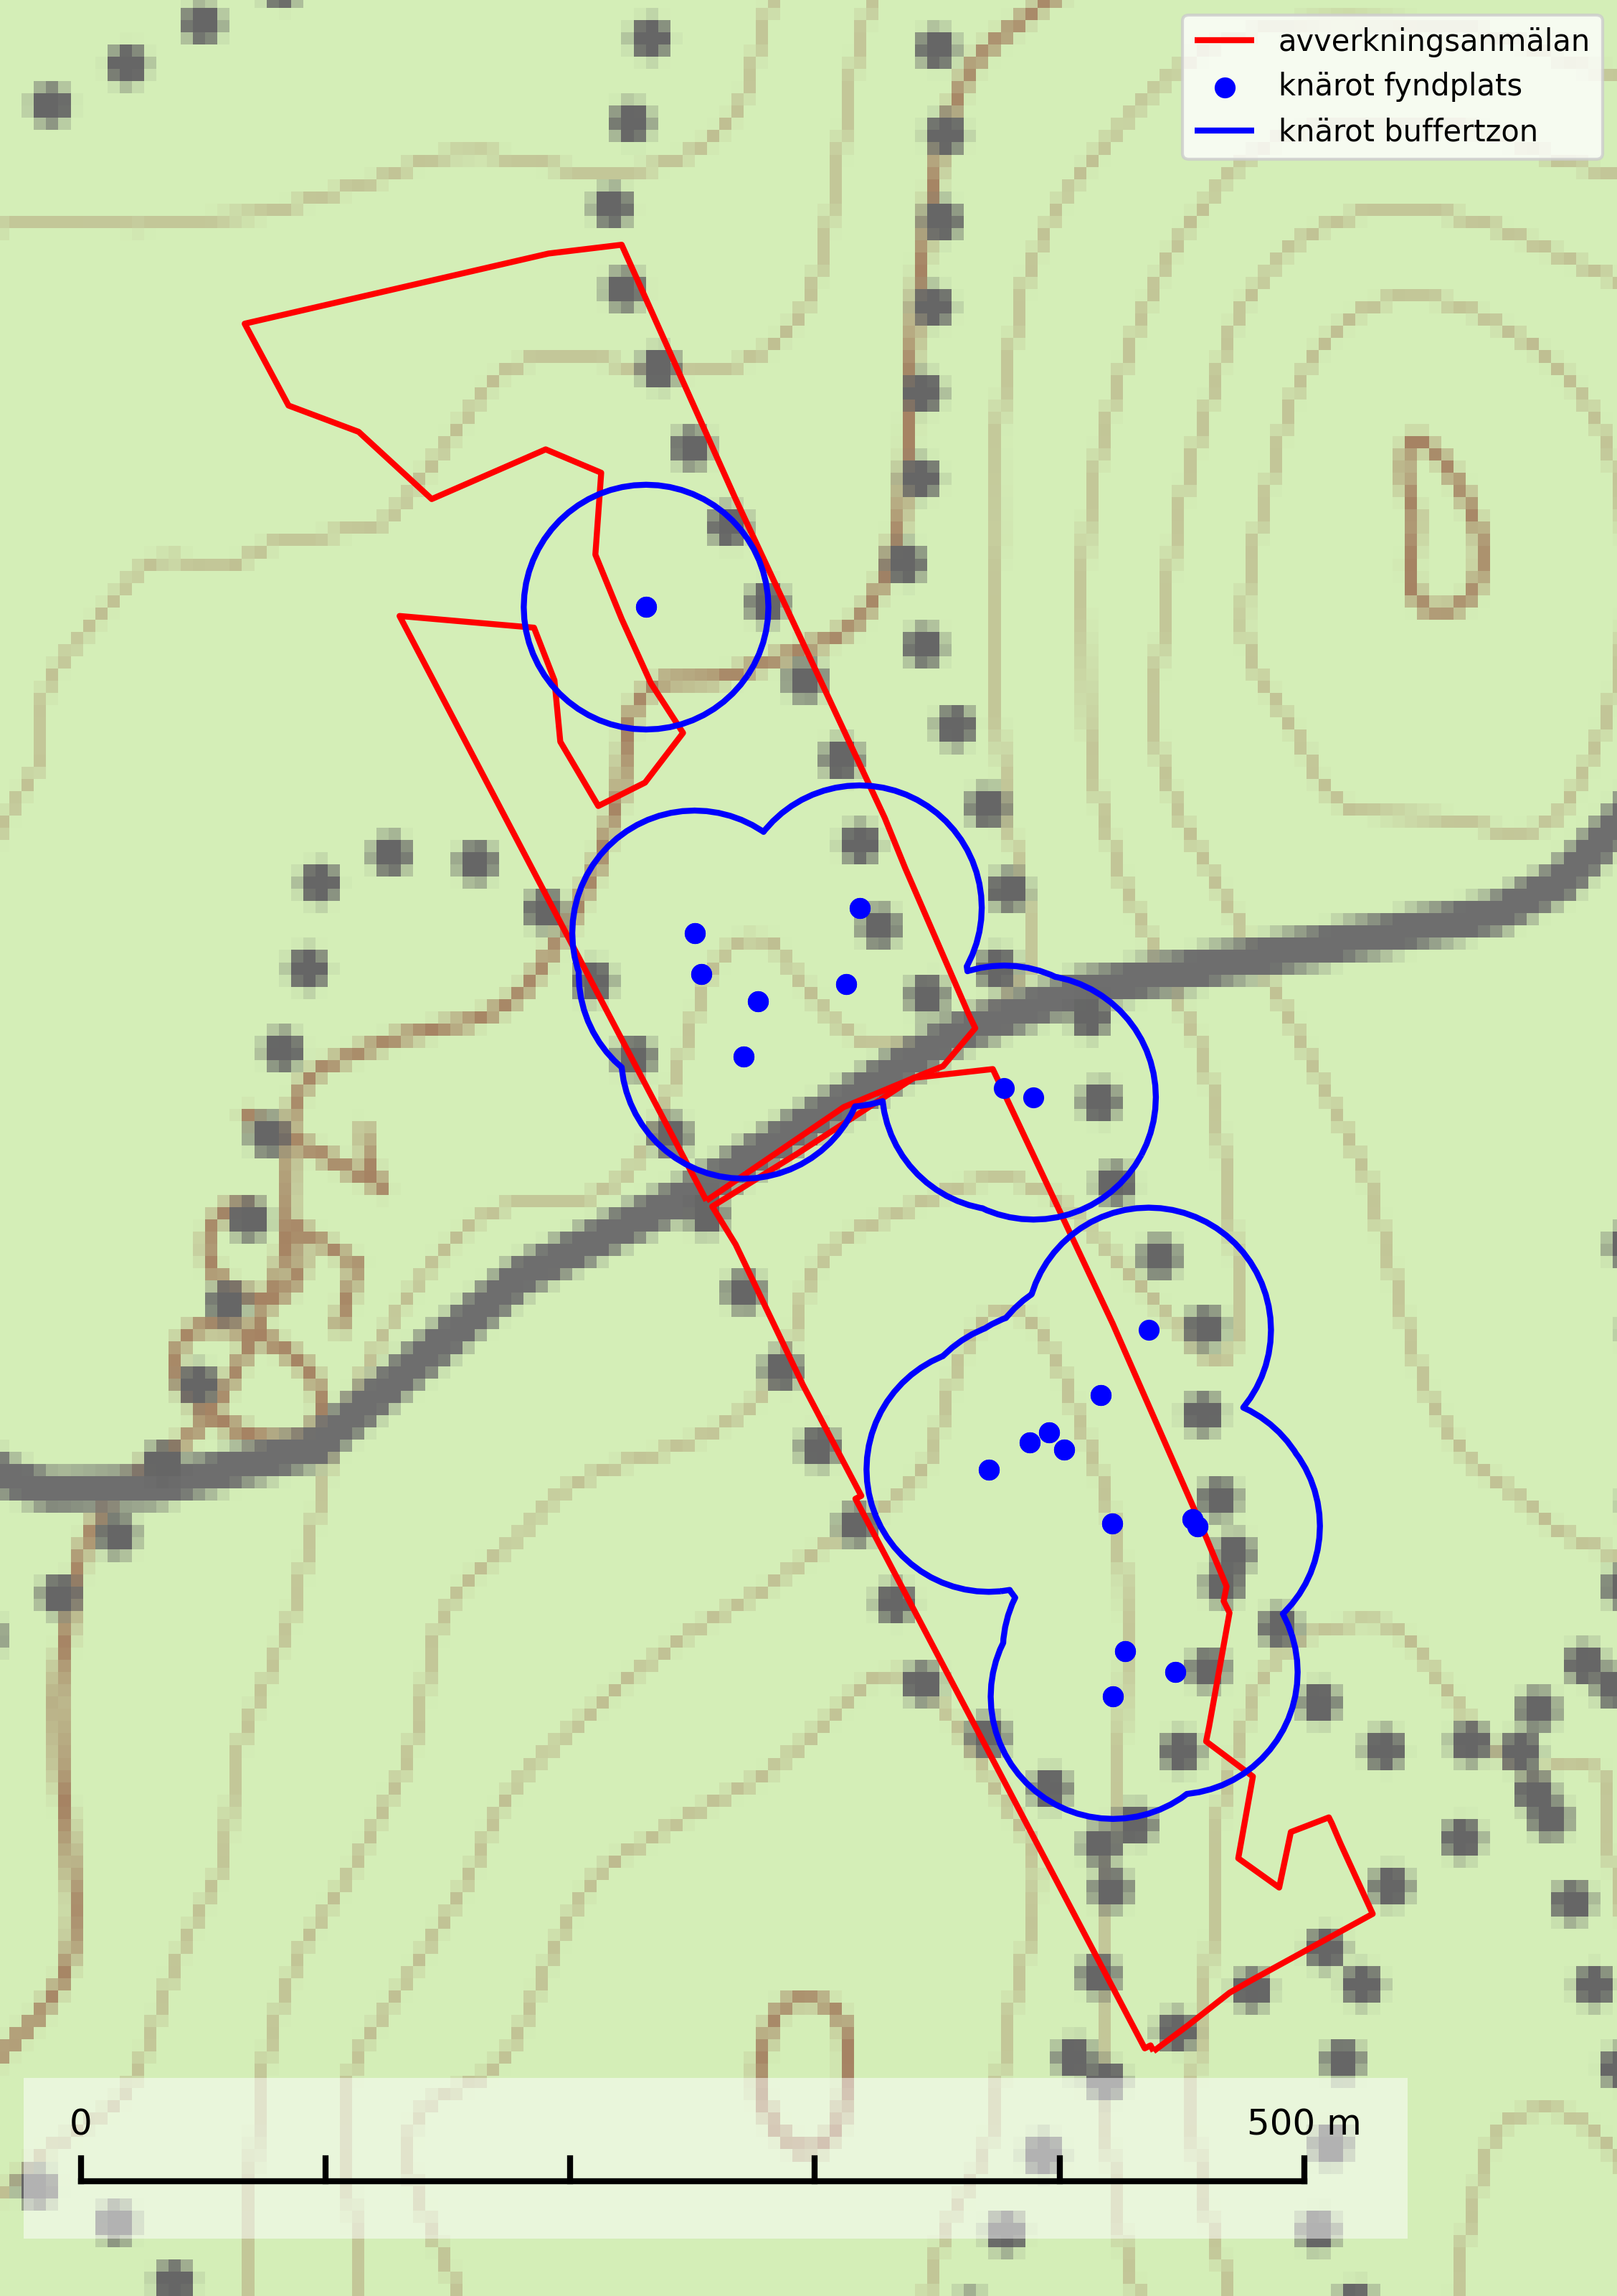 avverkningsanmälan
knärot fyndplats
knärot buffertzon
0 500 m